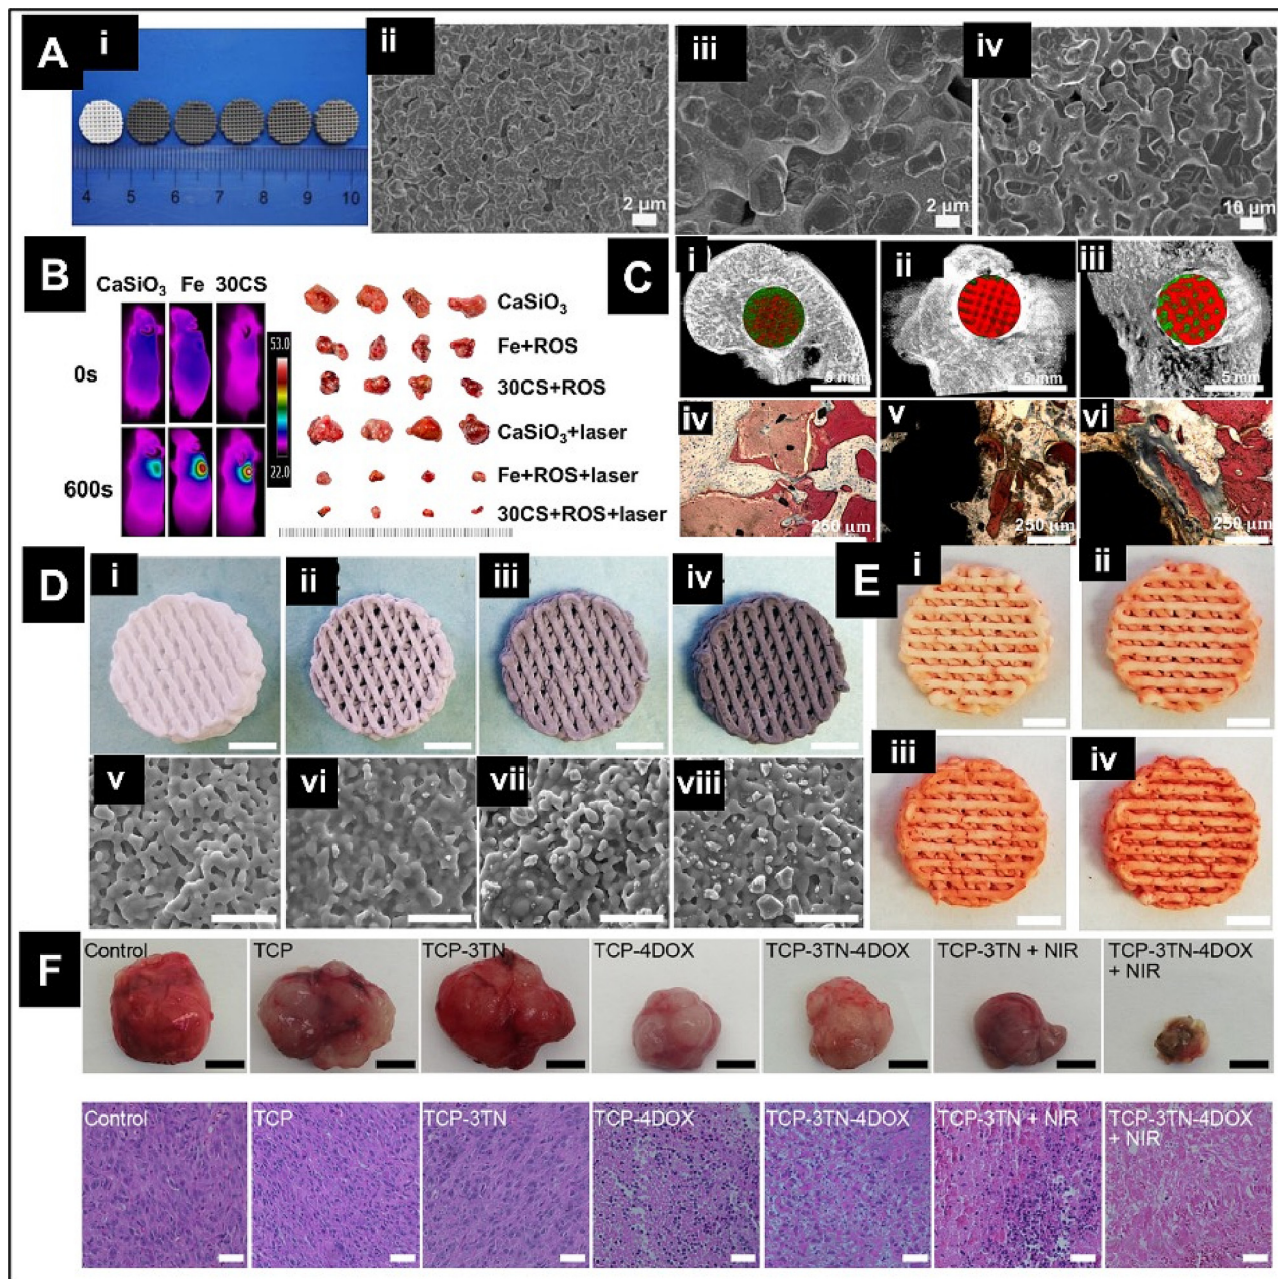 A
i
ii
iii
iv
4 5 6 7 8 9 10
2 µm
2 µm
10 µm
B
CaSiO₃ Fe 30CS
0s
600s
53.0
22.0
CaSiO₃
Fe+ROS
30CS+ROS
CaSiO₃+laser
Fe+ROS+laser
30CS+ROS+laser
C
i
ii
iii
5 mm
5 mm
5 mm
iv
v
vi
250 µm
250 µm
250 µm
D
i
ii
iii
iv
v
vi
vii
viii
E
i
ii
iii
iv
F
Control
TCP
TCP-3TN
TCP-4DOX
TCP-3TN-4DOX
TCP-3TN + NIR
TCP-3TN-4DOX
+ NIR
Control
TCP
TCP-3TN
TCP-4DOX
TCP-3TN-4DOX
TCP-3TN + NIR
TCP-3TN-4DOX
+ NIR